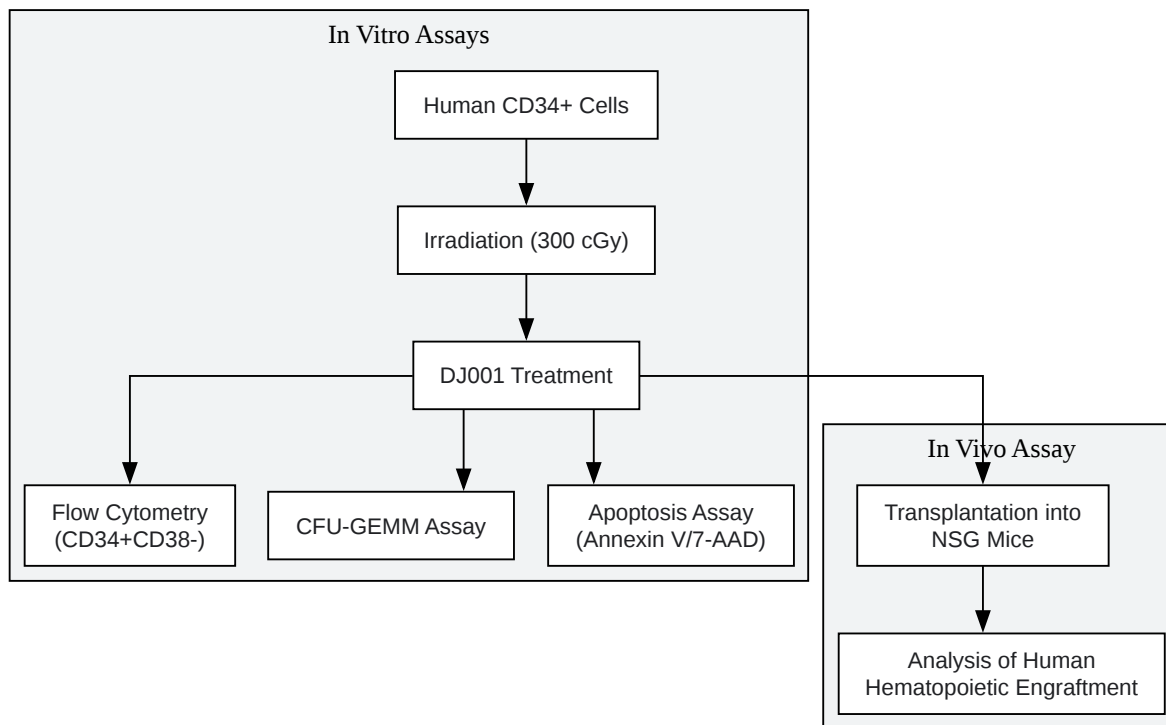 In Vitro Assays
Human CD34+ Cells
Irradiation (300 cGy)
DJ001 Treatment
Flow Cytometry
(CD34+CD38-)
CFU-GEMM Assay
Apoptosis Assay
(Annexin V/7-AAD)
In Vivo Assay
Transplantation into
NSG Mice
Analysis of Human
Hematopoietic Engraftment